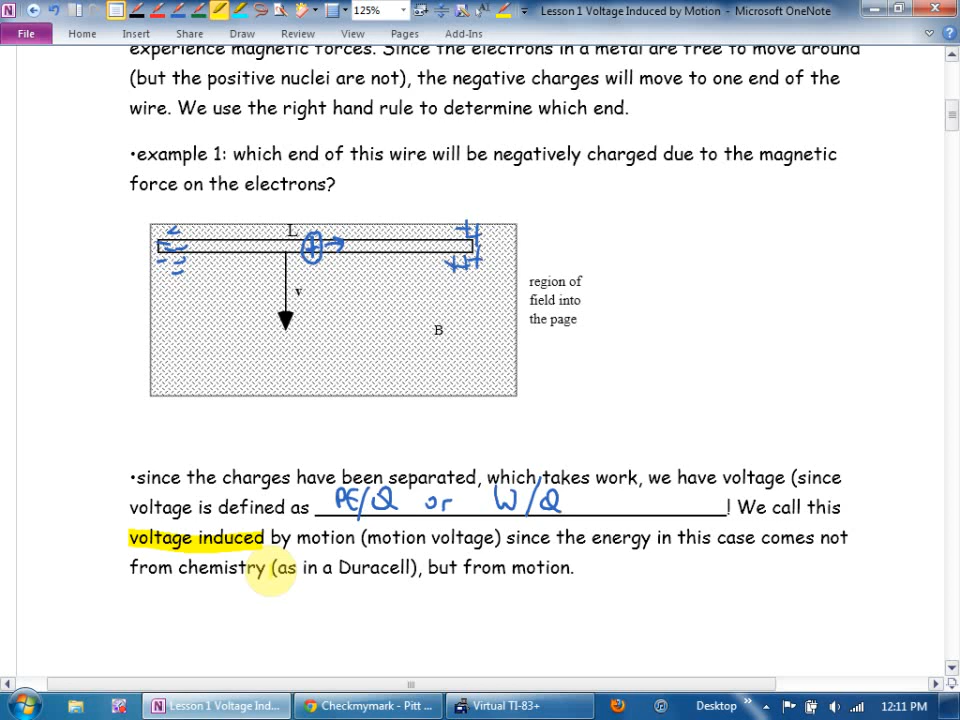 125%
Lesson 1 Voltage Induced by Motion - Microsoft OneNote
File Home Insert Share Draw Review View Pages Add-Ins
experience magnetic forces. Since the electrons in a metal are free to move around
(but the positive nuclei are not), the negative charges will move to one end of the
wire. We use the right hand rule to determine which end.
•example 1: which end of this wire will be negatively charged due to the magnetic
force on the electrons?
L
v
B
region of
field into
the page
•since the charges have been separated, which takes work, we have voltage (since
voltage is defined as PE/Q or W/Q! We call this
voltage induced by motion (motion voltage) since the energy in this case comes not
from chemistry (as in a Duracell), but from motion.
Lesson 1 Voltage Ind... Checkmymark - Pitt ... Virtual TI-83+ Desktop 12:11 PM